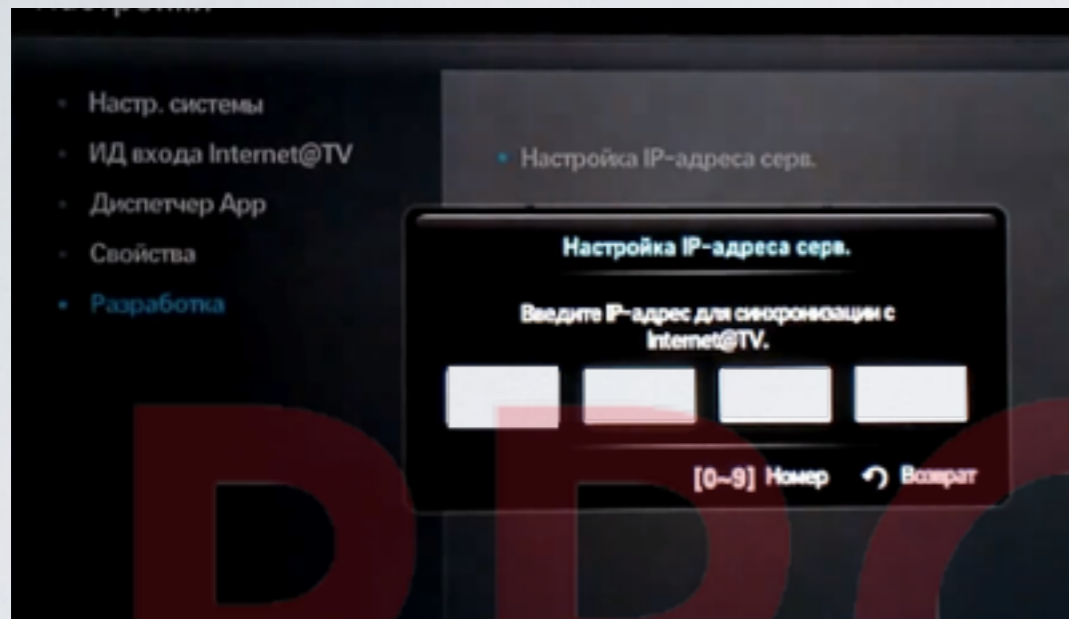 Настройки
Настр. системы
ИД входа Internet@TV
Диспетчер App
Свойства
Разработка
Настройка IP-адреса серв.
Настройка IP-адреса серв.
Введите IP-адрес для синхронизации с
Internet@TV.
[0~9] Номер Возврат